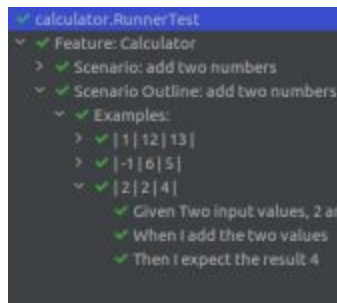 calculator.RunnerTest
Feature: Calculator
Scenario: add two numbers
Scenario Outline: add two numbers
Examples:
| 1 | 12 | 13 |
| -1 | 6 | 5 |
| 2 | 2 | 4 |
Given Two input values, 2
When I add the two values
Then I expect the result 4